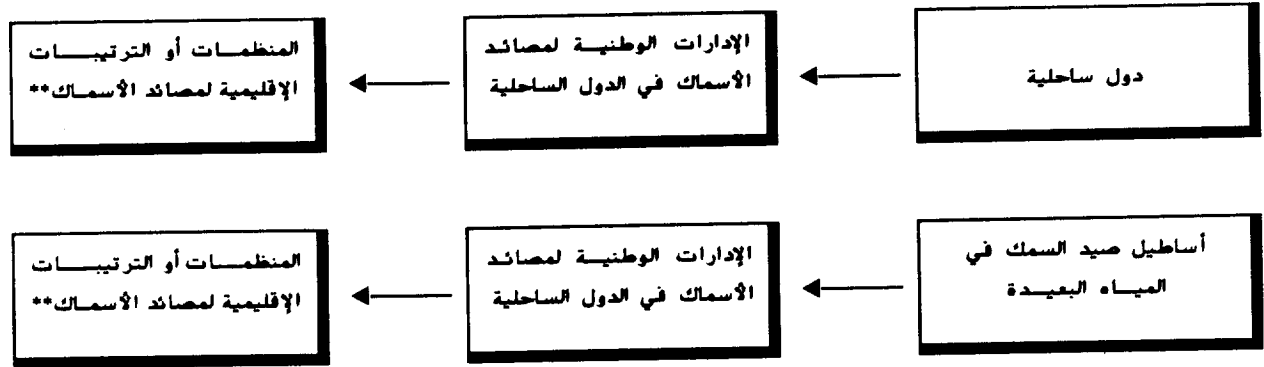 دول ساحلية
الإدارات الوطنية لمصائد
الأسماك في الدول الساحلية
المنظمات أو الترتيبات
الإقليمية لمصائد الأسماك**
أساطيل صيد السمك في
المياه البعيدة
الإدارات الوطنية لمصائد
الأسماك في الدول الساحلية
المنظمات أو الترتيبات
الإقليمية لمصائد الأسماك**